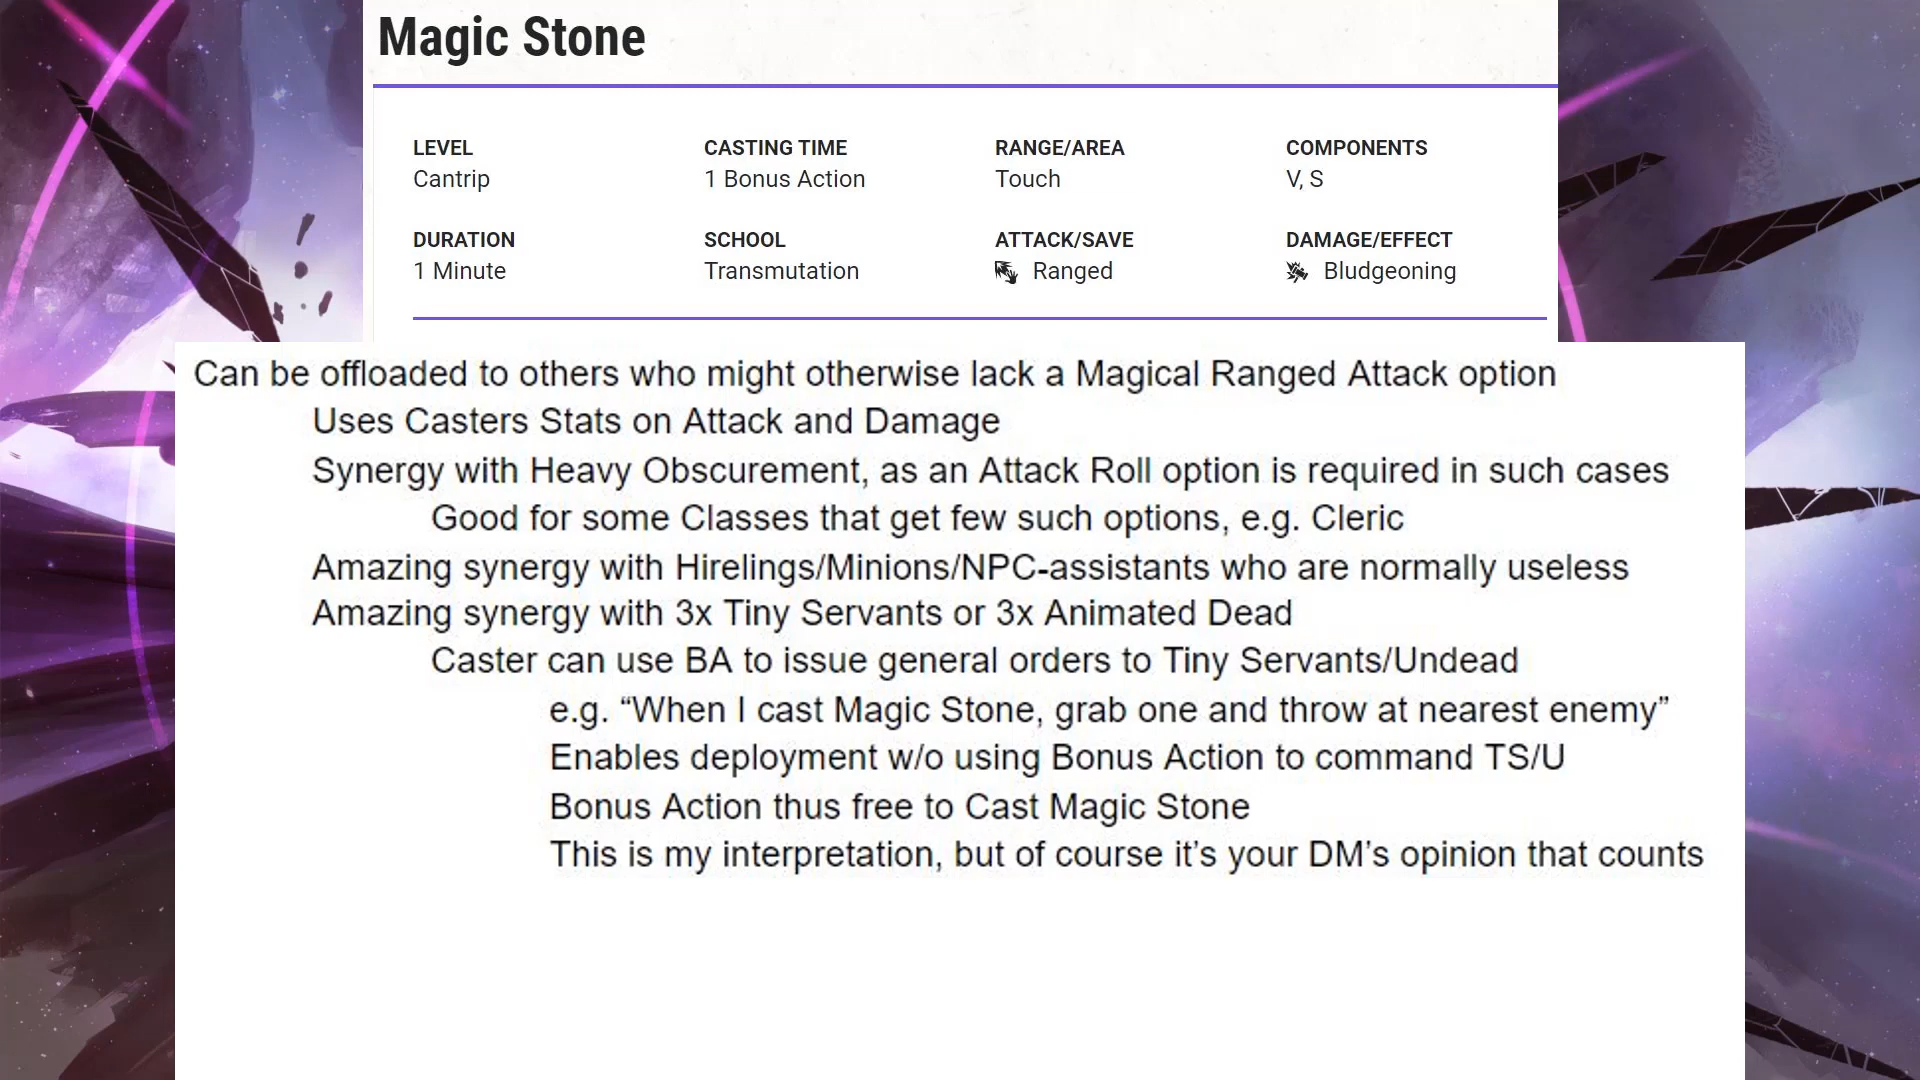 Magic Stone
LEVEL CASTING TIME RANGE/AREA COMPONENTS
Cantrip 1 Bonus Action Touch V, S
DURATION SCHOOL ATTACK/SAVE DAMAGE/EFFECT
1 Minute Transmutation Ranged Bludgeoning
Can be offloaded to others who might otherwise lack a Magical Ranged Attack option
Uses Casters Stats on Attack and Damage
Synergy with Heavy Obscurement, as an Attack Roll option is required in such cases
Good for some Classes that get few such options, e.g. Cleric
Amazing synergy with Hirelings/Minions/NPC-assistants who are normally useless
Amazing synergy with 3x Tiny Servants or 3x Animated Dead
Caster can use BA to issue general orders to Tiny Servants/Undead
e.g. “When I cast Magic Stone, grab one and throw at nearest enemy”
Enables deployment w/o using Bonus Action to command TS/U
Bonus Action thus free to Cast Magic Stone
This is my interpretation, but of course it’s your DM’s opinion that counts